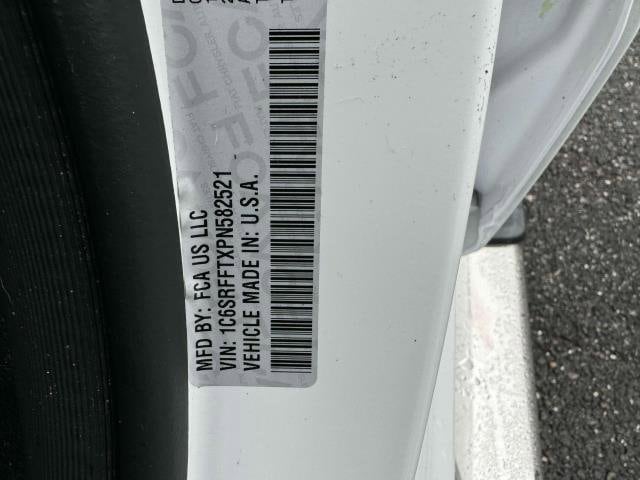 MFD BY: FCA US LLC
VIN: 1C6SRFFTXPN582521
VEHICLE MADE IN: U.S.A.